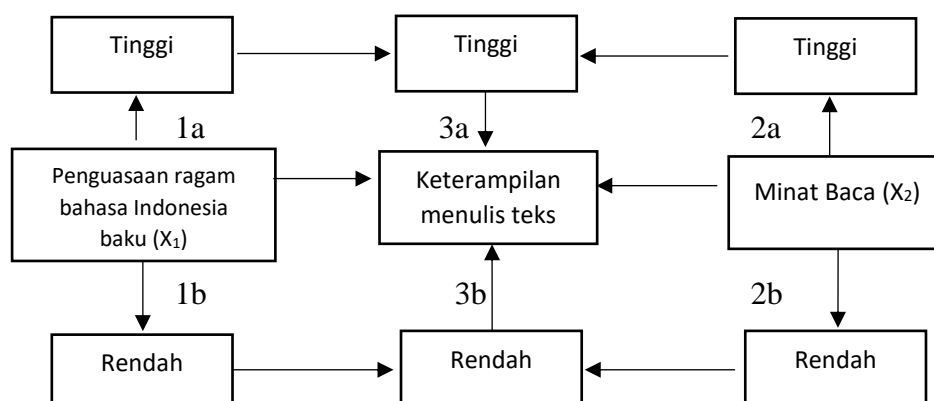 Tinggi
Tinggi
Tinggi
1a
3a
2a
Penguasaan ragam
bahasa Indonesia
baku (X₁)
Keterampilan
menulis teks
Minat Baca (X₂)
1b
3b
2b
Rendah
Rendah
Rendah